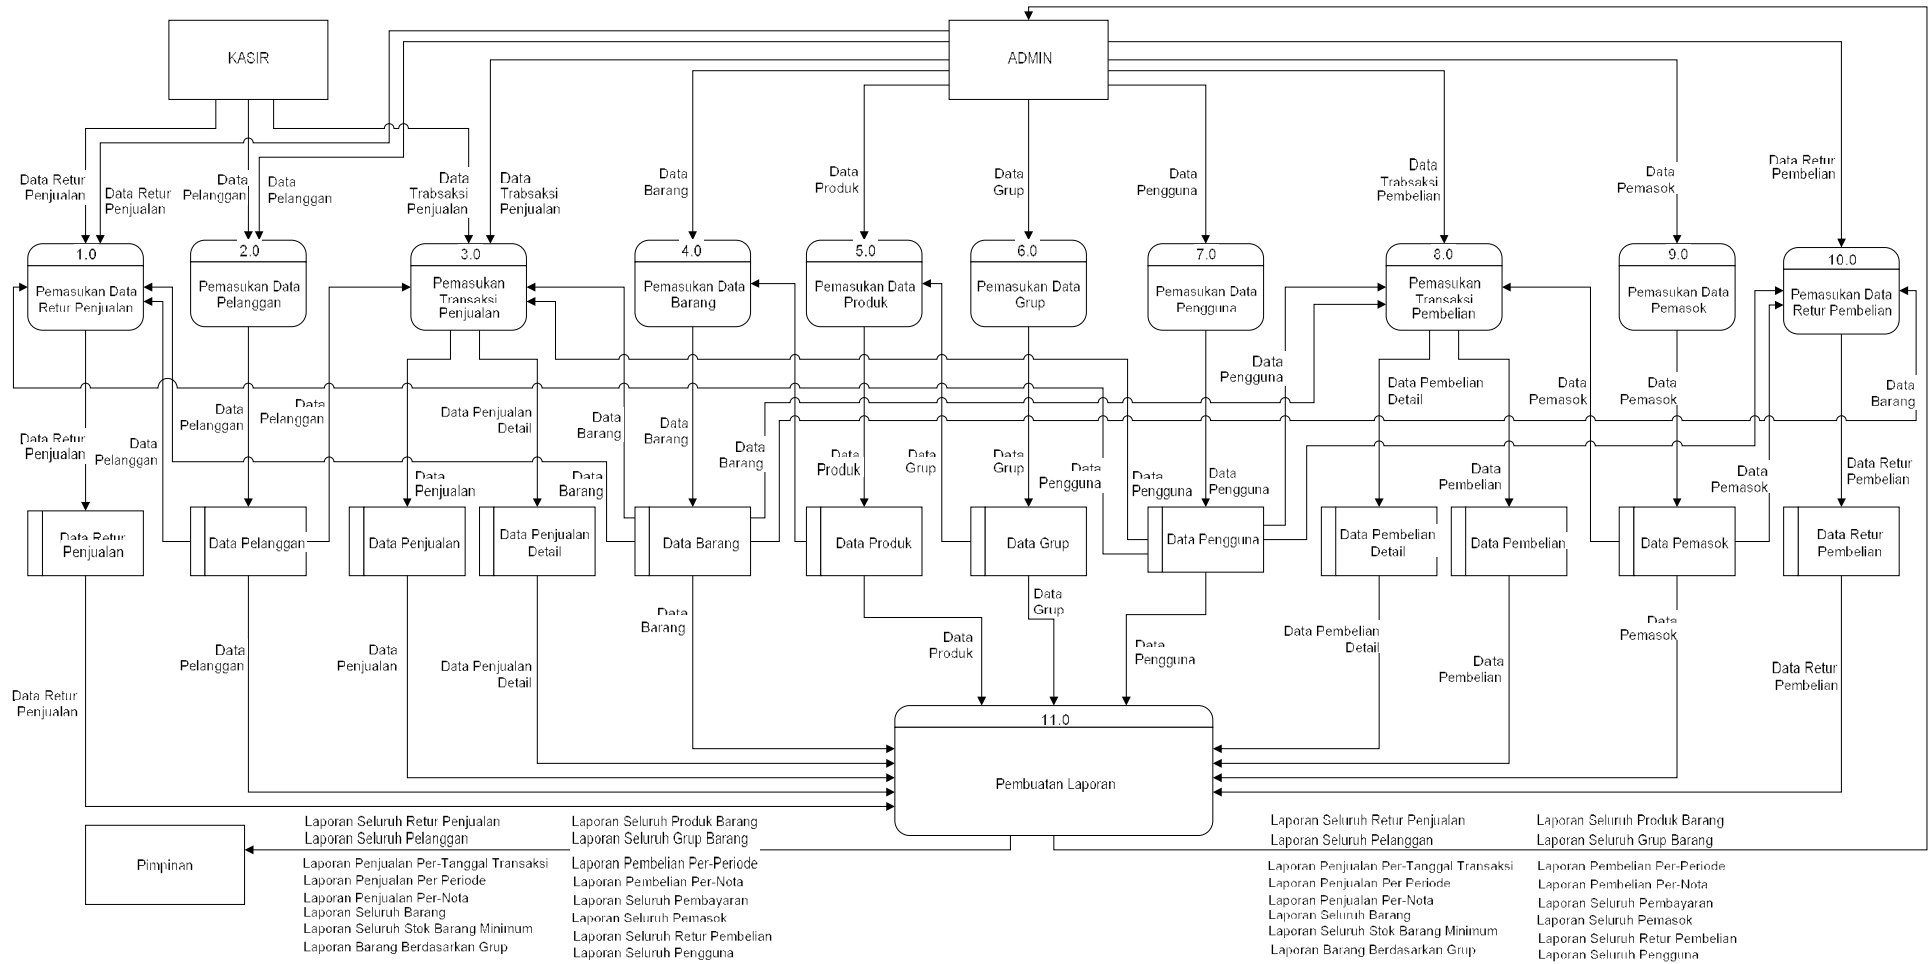 KASIR
ADMIN
Data Retur
Penjualan
Data Retur
Penjualan
Data
Pelanggan
Data
Pelanggan
Data
Trabsaksi
Penjualan
Data
Trabsaksi
Penjualan
Data
Barang
Data
Produk
Data
Grup
Data
Pengguna
Data
Trabsaksi
Pembelian
Data
Pemasok
Data Retur
Pembelian
1.0
Pemasukan Data
Retur Penjualan
2.0
Pemasukan Data
Pelanggan
3.0
Pemasukan
Transaksi
Penjualan
4.0
Pemasukan Data
Barang
5.0
Pemasukan Data
Produk
6.0
Pemasukan Data
Grup
7.0
Pemasukan Data
Pengguna
8.0
Pemasukan
Transaksi
Pembelian
9.0
Pemasukan Data
Pemasok
10.0
Pemasukan Data
Retur Pembelian
Data Retur
Penjualan
Data
Pelanggan
Data
Pelanggan
Data
Pelanggan
Data
Penjualan
Data Penjualan
Detail
Data
Barang
Data
Barang
Data
Barang
Data
Barang
Data
Produk
Data
Grup
Data
Grup
Data
Pengguna
Data
Pengguna
Data
Pengguna
Data
Pengguna
Data Pembelian
Detail
Data
Pembelian
Data
Pemasok
Data
Pemasok
Data
Pemasok
Data Retur
Pembelian
Data
Barang
Data Retur
Penjualan
Data Pelanggan
Data Penjualan
Data Penjualan
Detail
Data Barang
Data Produk
Data Grup
Data Pengguna
Data Pembelian
Detail
Data Pembelian
Data Pemasok
Data Retur
Pembelian
Data Retur
Penjualan
Data
Pelanggan
Data
Penjualan
Data Penjualan
Detail
Data
Barang
Data
Produk
Data
Grup
Data
Pengguna
Data Pembelian
Detail
Data
Pembelian
Data
Pemasok
Data Retur
Pembelian
11.0
Pembuatan Laporan
Pimpinan
Laporan Seluruh Retur Penjualan
Laporan Seluruh Pelanggan
Laporan Penjualan Per-Tanggal Transaksi
Laporan Penjualan Per Periode
Laporan Penjualan Per-Nota
Laporan Seluruh Barang
Laporan Seluruh Stok Barang Minimum
Laporan Barang Berdasarkan Grup
Laporan Seluruh Produk Barang
Laporan Seluruh Grup Barang
Laporan Pembelian Per-Periode
Laporan Pembelian Per-Nota
Laporan Seluruh Pembayaran
Laporan Seluruh Pemasok
Laporan Seluruh Retur Pembelian
Laporan Seluruh Pengguna
Laporan Seluruh Retur Penjualan
Laporan Seluruh Pelanggan
Laporan Penjualan Per-Tanggal Transaksi
Laporan Penjualan Per Periode
Laporan Penjualan Per-Nota
Laporan Seluruh Barang
Laporan Seluruh Stok Barang Minimum
Laporan Barang Berdasarkan Grup
Laporan Seluruh Produk Barang
Laporan Seluruh Grup Barang
Laporan Pembelian Per-Periode
Laporan Pembelian Per-Nota
Laporan Seluruh Pembayaran
Laporan Seluruh Pemasok
Laporan Seluruh Retur Pembelian
Laporan Seluruh Pengguna